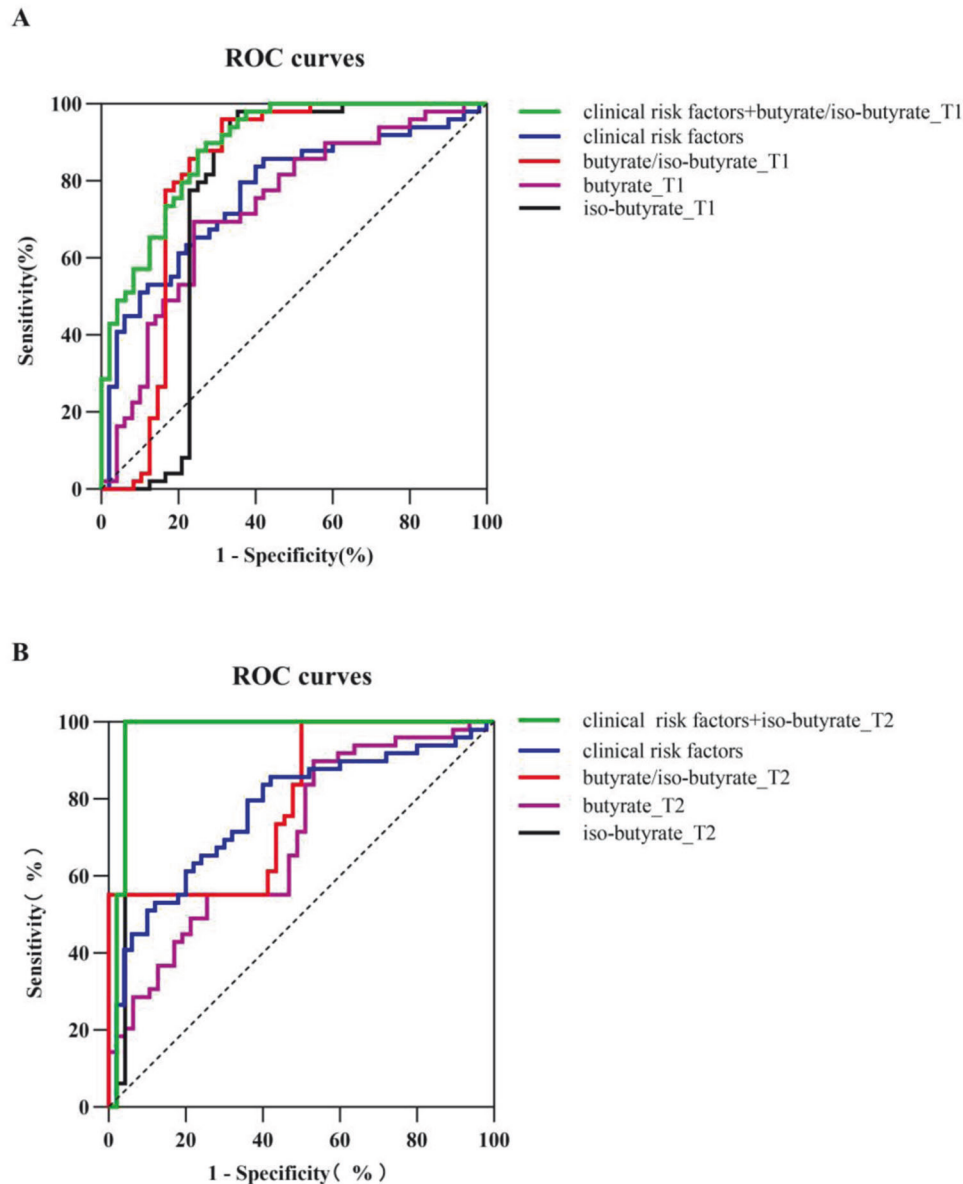 A
ROC curves
100
80
60
40
20
0
Sensitivity(%)
0 20 40 60 80 100
1 - Specificity(%)
clinical risk factors+butyrate/iso-butyrate_T1
clinical risk factors
butyrate/iso-butyrate_T1
butyrate_T1
iso-butyrate_T1
B
ROC curves
100
80
60
40
20
0
Sensitivity( %)
0 20 40 60 80 100
1 - Specificity( %)
clinical risk factors+iso-butyrate_T2
clinical risk factors
butyrate/iso-butyrate_T2
butyrate_T2
iso-butyrate_T2